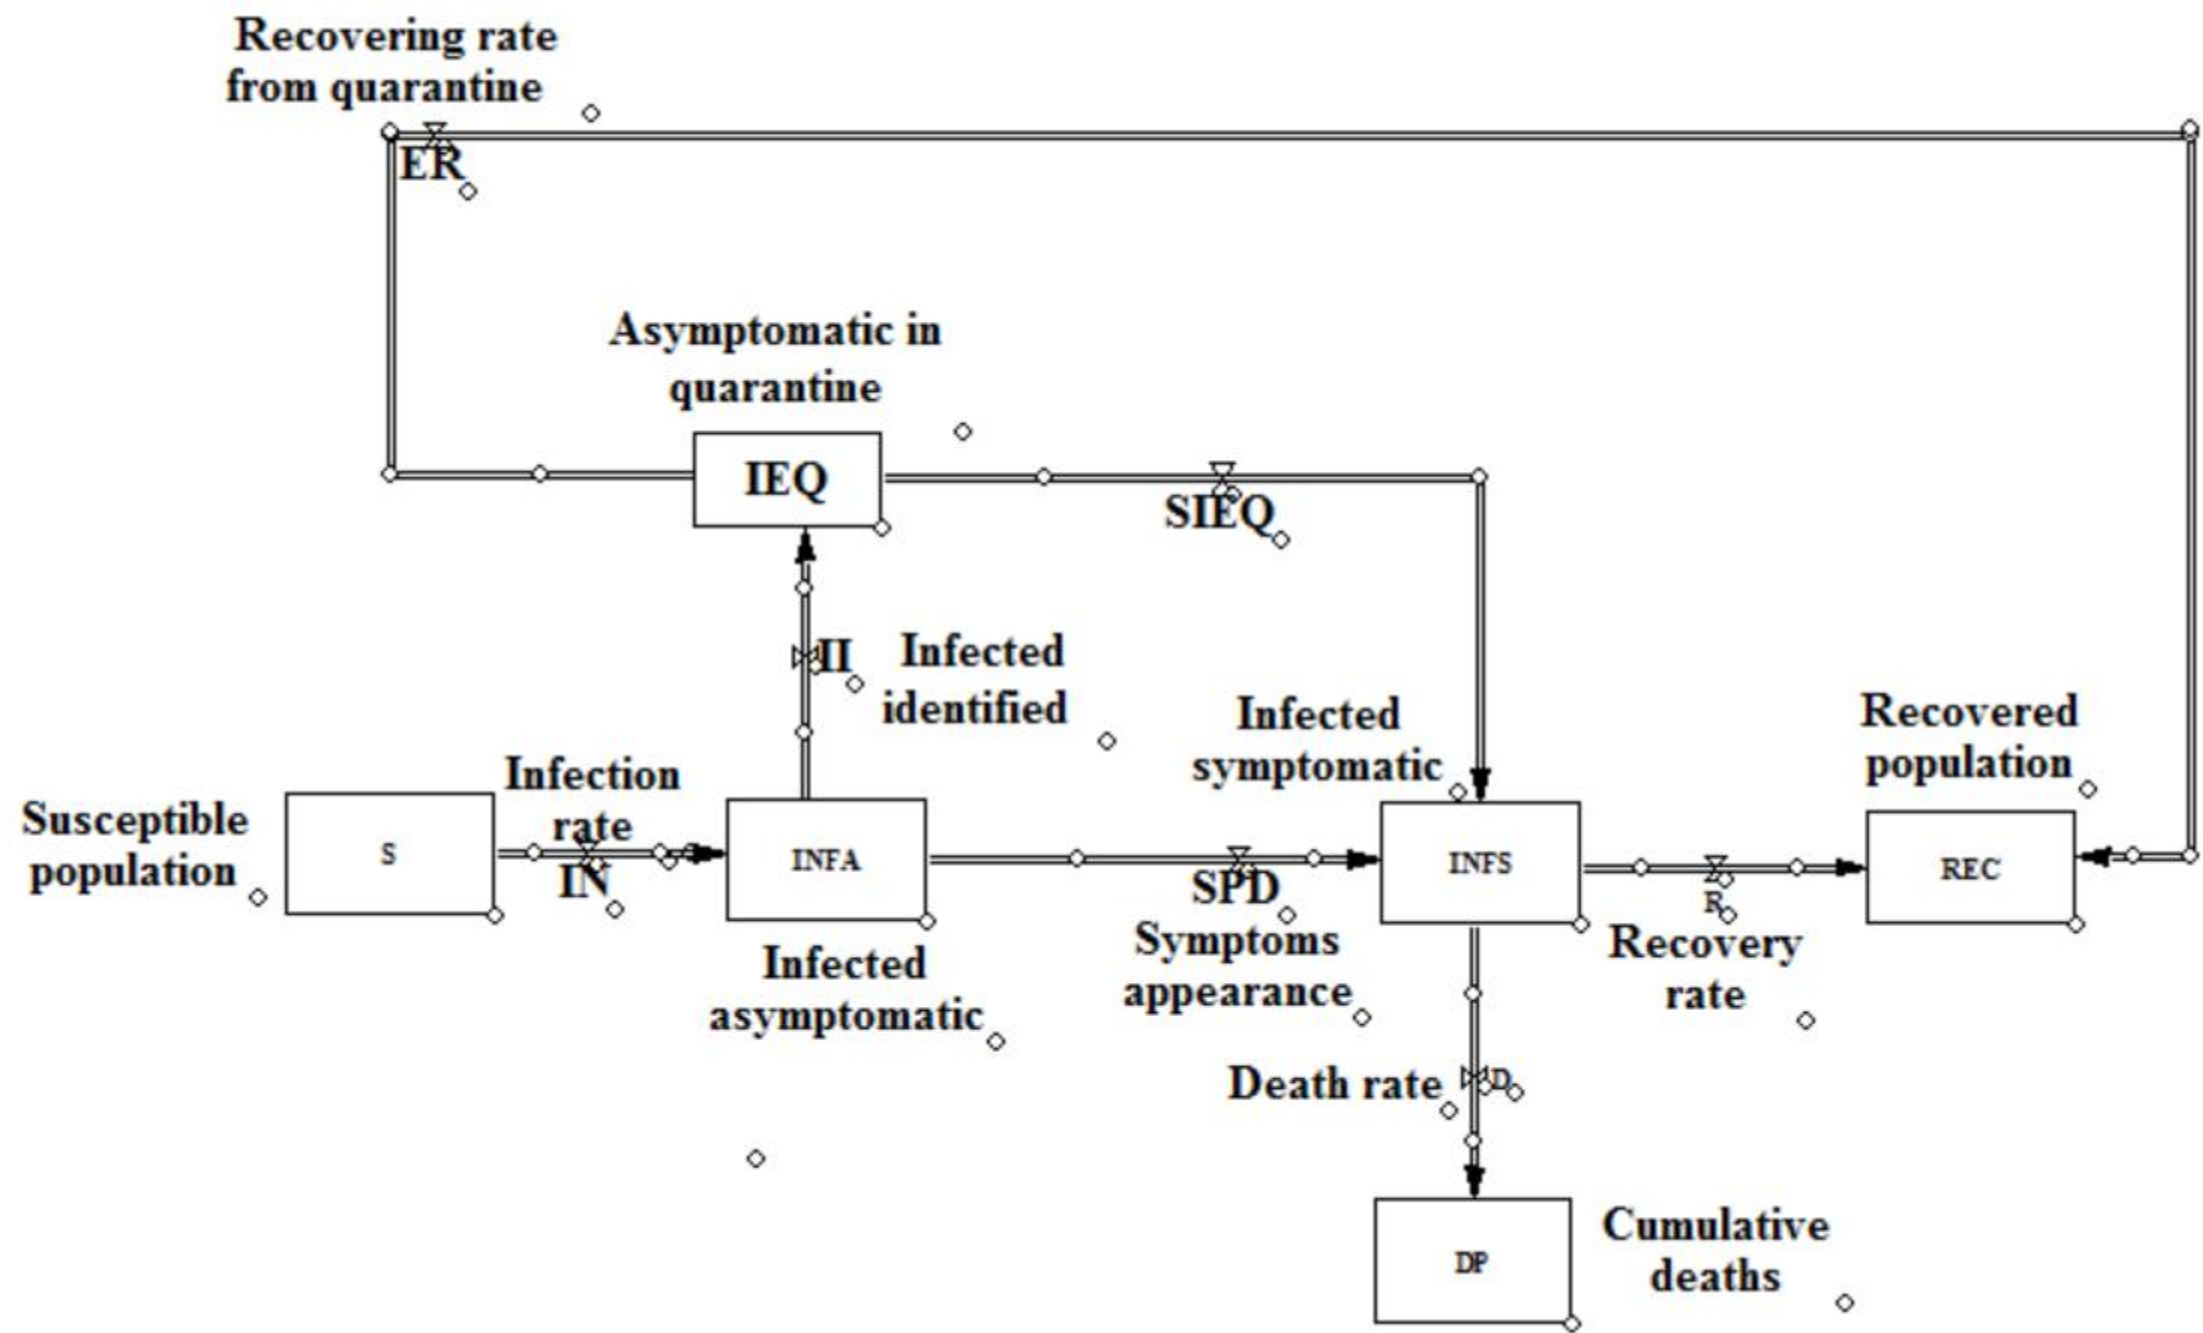 Recovering rate
from quarantine
ER
Asymptomatic in
quarantine
IEQ
SIEQ
II
Infected
identified
Infected
symptomatic
Recovered
population
Susceptible
population
S
Infection
rate
IN
INFA
Infected
asymptomatic
SPD
Symptoms
appearance
INFS
R
Recovery
rate
REC
Death rate
D
DP
Cumulative
deaths